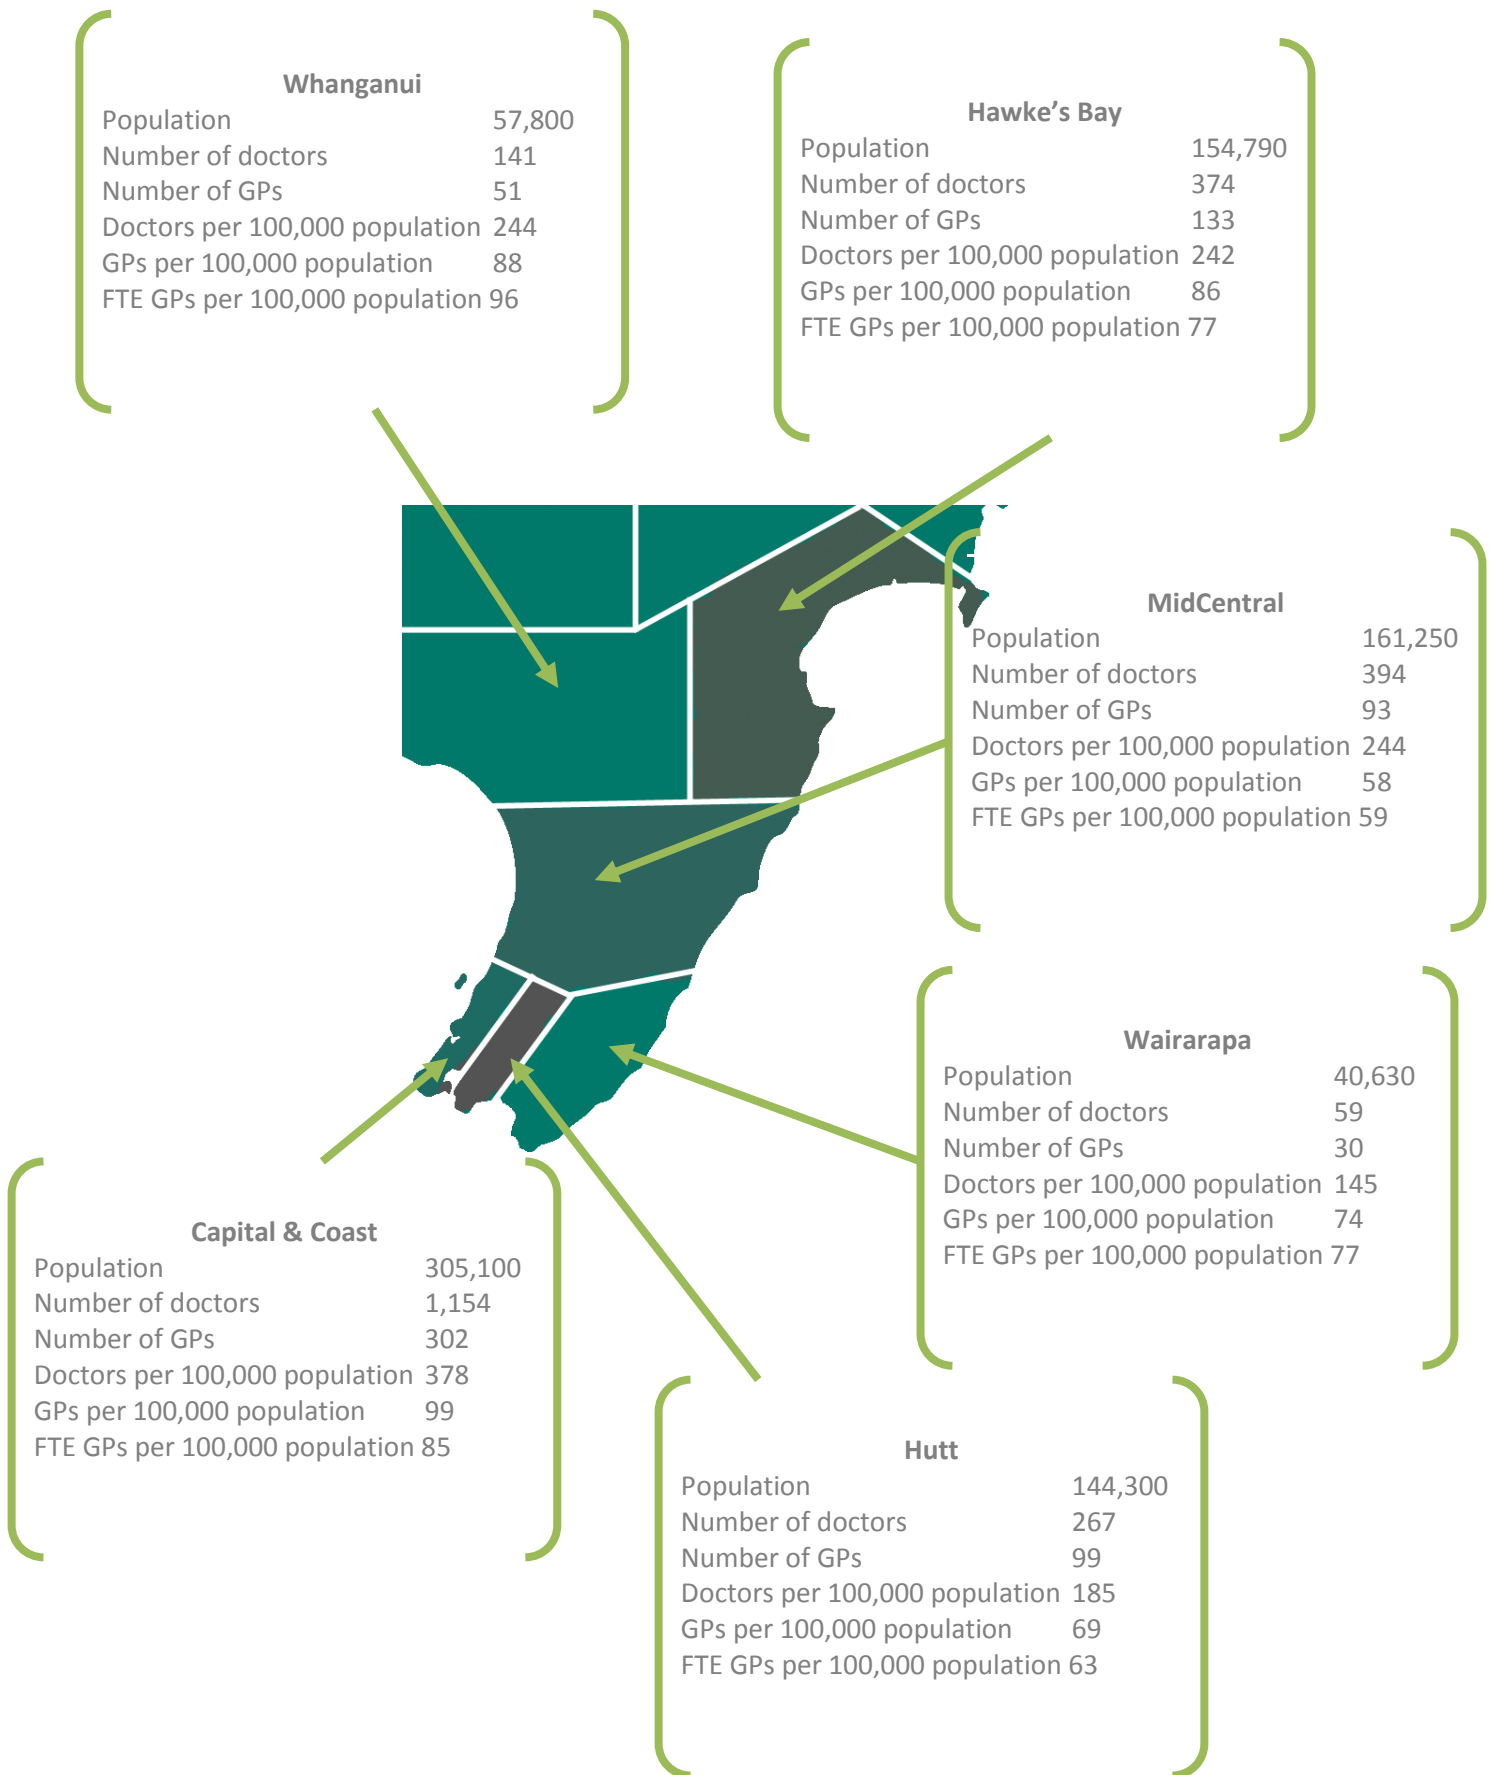 Whanganui
Population 57,800
Number of doctors 141
Number of GPs 51
Doctors per 100,000 population 244
GPs per 100,000 population 88
FTE GPs per 100,000 population 96
Hawke’s Bay
Population 154,790
Number of doctors 374
Number of GPs 133
Doctors per 100,000 population 242
GPs per 100,000 population 86
FTE GPs per 100,000 population 77
MidCentral
Population 161,250
Number of doctors 394
Number of GPs 93
Doctors per 100,000 population 244
GPs per 100,000 population 58
FTE GPs per 100,000 population 59
Wairarapa
Population 40,630
Number of doctors 59
Number of GPs 30
Doctors per 100,000 population 145
GPs per 100,000 population 74
FTE GPs per 100,000 population 77
Capital & Coast
Population 305,100
Number of doctors 1,154
Number of GPs 302
Doctors per 100,000 population 378
GPs per 100,000 population 99
FTE GPs per 100,000 population 85
Hutt
Population 144,300
Number of doctors 267
Number of GPs 99
Doctors per 100,000 population 185
GPs per 100,000 population 69
FTE GPs per 100,000 population 63